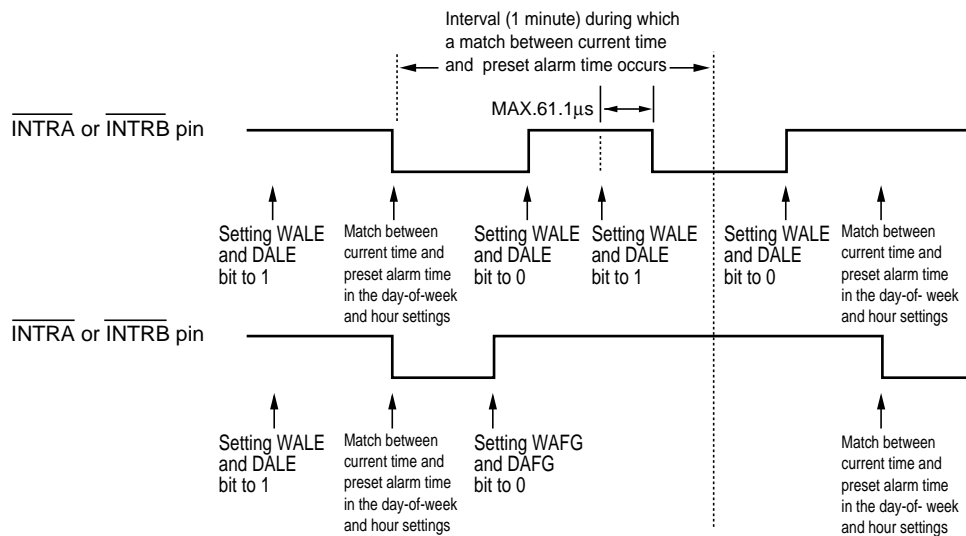 Interval (1 minute) during which
a match between current time
and preset alarm time occurs
MAX.61.1μs
INTRA or INTRB pin
Setting WALE
and DALE
bit to 1
Match between
current time and
preset alarm time
in the day-of-week
and hour settings
Setting WALE
and DALE
bit to 0
Setting WALE
and DALE
bit to 1
Setting WALE
and DALE
bit to 0
Match between
current time and
preset alarm time
in the day-of- week
and hour settings
INTRA or INTRB pin
Setting WALE
and DALE
bit to 1
Match between
current time and
preset alarm time
in the day-of-week
and hour settings
Setting WAFG
and DAFG
bit to 0
Match between
current time and
preset alarm time
in the day-of- week
and hour settings